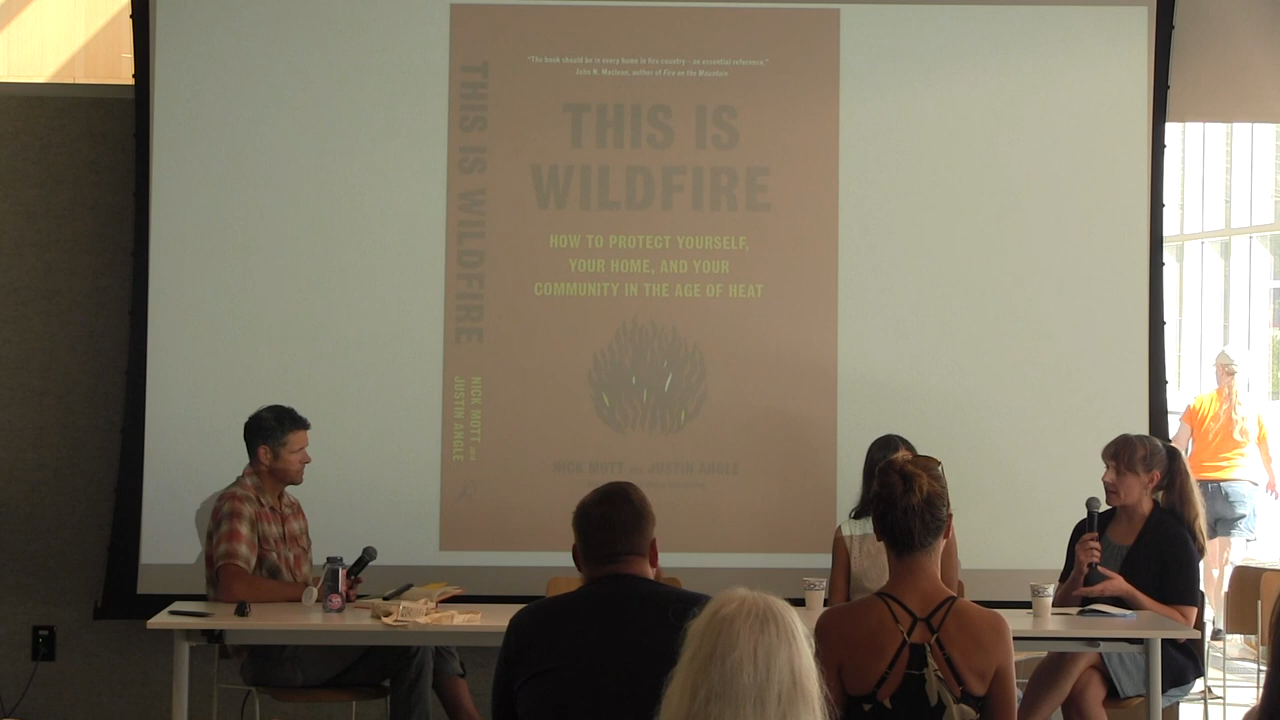 "The book should be in every home in fire country - an essential reference,"
John N. Maclean, author of Fire on the Mountain
THIS IS
WILDFIRE
HOW TO PROTECT YOURSELF,
YOUR HOME, AND YOUR
COMMUNITY IN THE AGE OF HEAT
NICK MOTT AND JUSTIN ANGLE
THIS IS WILDFIRE
NICK MOTT AND
JUSTIN ANGLE